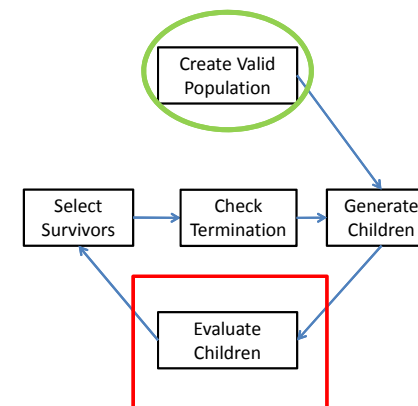 Create Valid
Population
Select
Survivors
Check
Termination
Generate
Children
Evaluate
Children